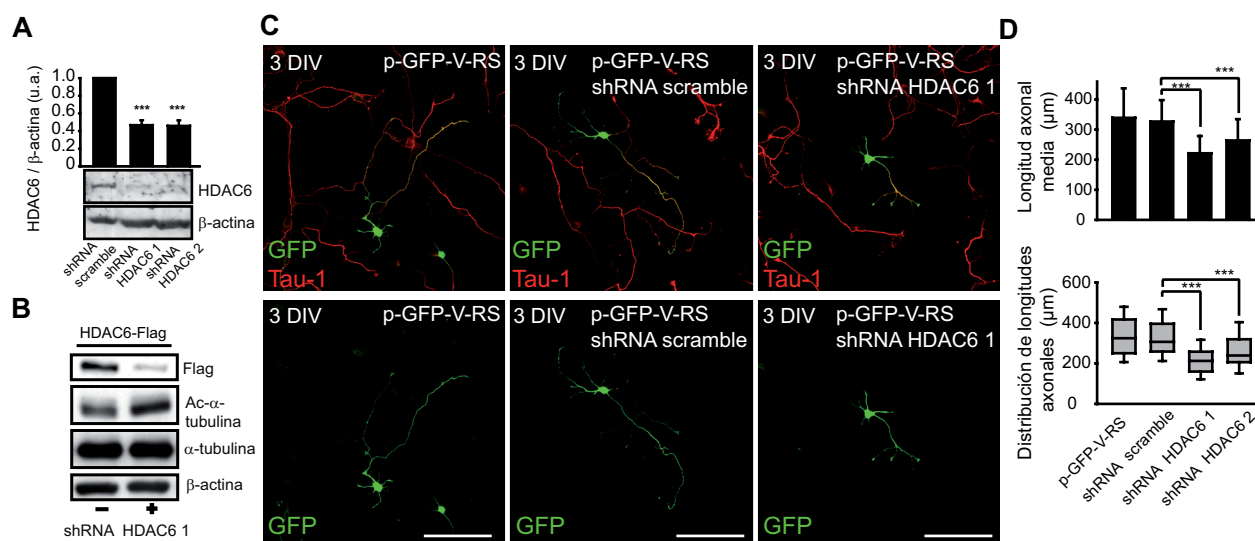 A
HDAC6 / β-actina (u.a.)
1.0
0.8
0.6
0.4
0.2
0
***
***
HDAC6
β-actina
shRNA
scramble
shRNA
HDAC6 1
shRNA
HDAC6 2
B
HDAC6-Flag
Flag
Ac-α-
tubulina
α-tubulina
β-actina
– +
shRNA HDAC6 1
C
3 DIV p-GFP-V-RS
GFP
Tau-1
3 DIV p-GFP-V-RS
shRNA scramble
GFP
Tau-1
3 DIV p-GFP-V-RS
shRNA HDAC6 1
GFP
Tau-1
3 DIV p-GFP-V-RS
GFP
3 DIV p-GFP-V-RS
shRNA scramble
GFP
3 DIV p-GFP-V-RS
shRNA HDAC6 1
GFP
D
Longitud axonal
media (μm)
400
300
200
100
0
***
***
Distribución de longitudes
axonales (μm)
600
400
200
0
***
***
p-GFP-V-RS
shRNA scramble
shRNA HDAC6 1
shRNA HDAC6 2